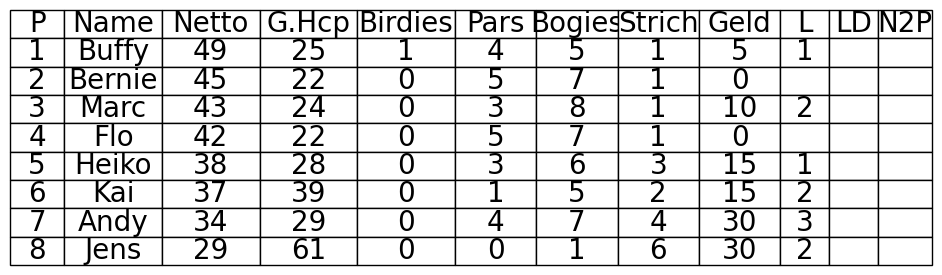 P Name Netto G.Hcp Birdies Pars Bogies Strich Geld L LD N2P
1 Buffy 49 25 1 4 5 1 5 1
2 Bernie 45 22 0 5 7 1 0
3 Marc 43 24 0 3 8 1 10 2
4 Flo 42 22 0 5 7 1 0
5 Heiko 38 28 0 3 6 3 15 1
6 Kai 37 39 0 1 5 2 15 2
7 Andy 34 29 0 4 7 4 30 3
8 Jens 29 61 0 0 1 6 30 2